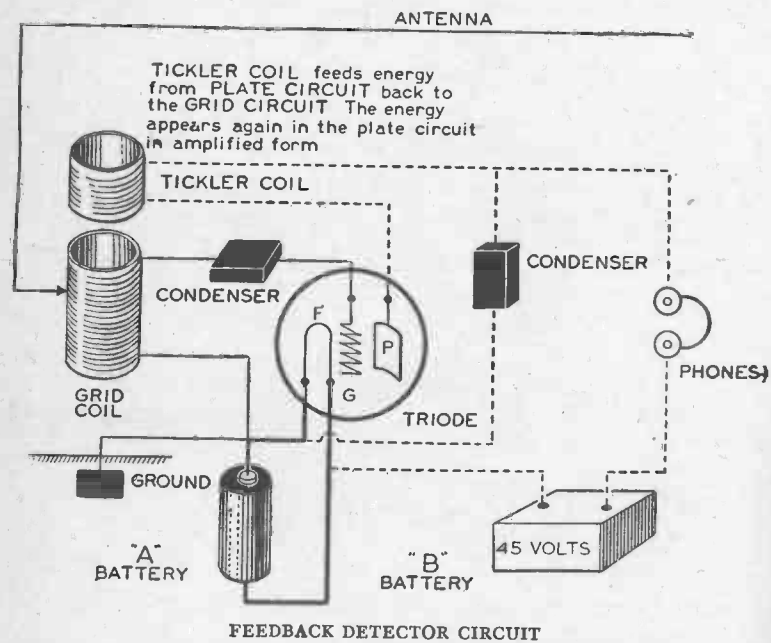 ANTENNA
TICKLER COIL feeds energy
from PLATE CIRCUIT back to
the GRID CIRCUIT The energy
appears again in the plate circuit
in amplified form
TICKLER COIL
CONDENSER
CONDENSER
F
P
G
PHONES
GRID
COIL
TRIODE
GROUND
45 VOLTS
"A"
BATTERY
"B"
BATTERY
FEEDBACK DETECTOR CIRCUIT